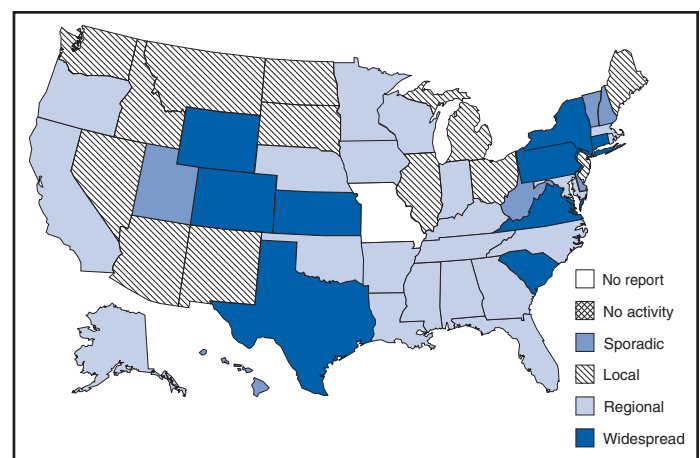 No report
No activity
Sporadic
Local
Regional
Widespread